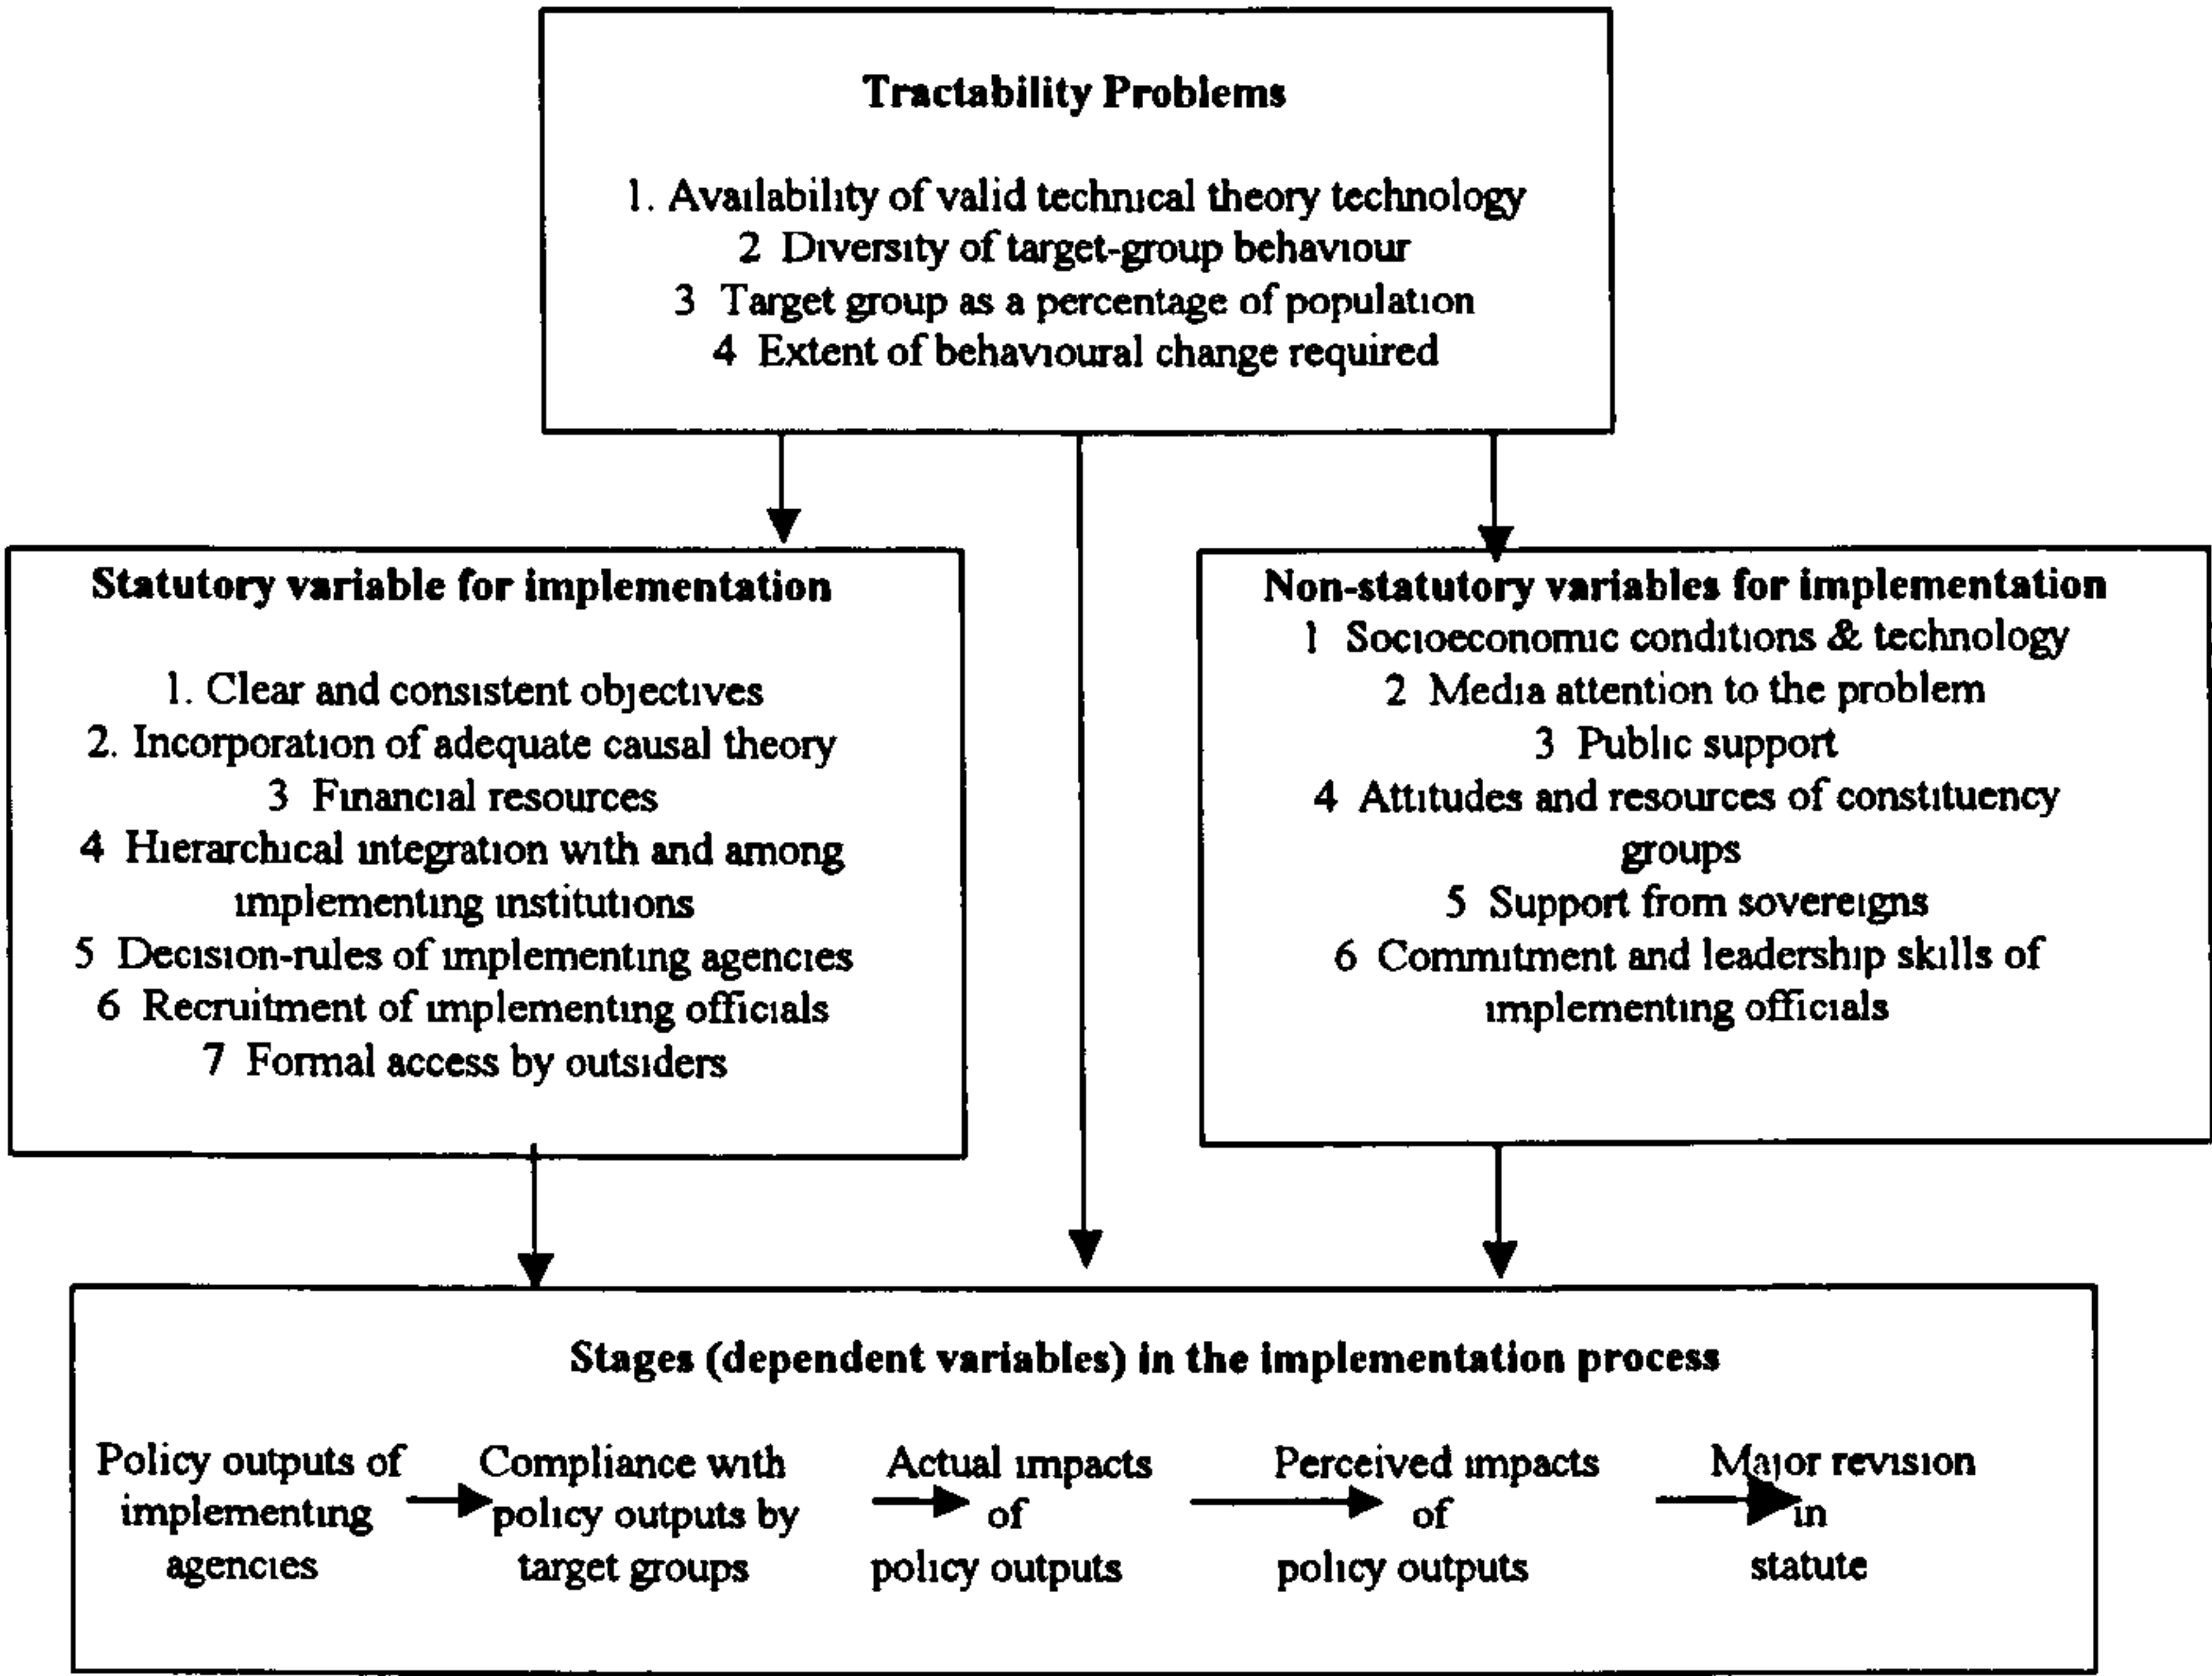 Tractability Problems
1. Availability of valid technical theory technology
2 Diversity of target-group behaviour
3 Target group as a percentage of population
4 Extent of behavioural change required
Statutory variable for implementation
1. Clear and consistent objectives
2. Incorporation of adequate causal theory
3 Financial resources
4 Hierarchical integration with and among
implementing institutions
5 Decision-rules of implementing agencies
6 Recruitment of implementing officials
7 Formal access by outsiders
Non-statutory variables for implementation
1 Socioeconomic conditions & technology
2 Media attention to the problem
3 Public support
4 Attitudes and resources of constituency
groups
5 Support from sovereigns
6 Commitment and leadership skills of
implementing officials
Stages (dependent variables) in the implementation process
Policy outputs of
implementing
agencies
Compliance with
policy outputs by
target groups
Actual impacts
of
policy outputs
Perceived impacts
of
policy outputs
Major revision
in
statute